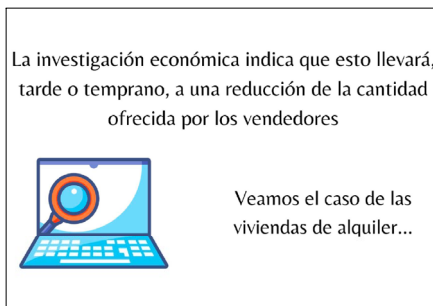 La investigación económica indica que esto llevará,
tarde o temprano, a una reducción de la cantidad
ofrecida por los vendedores
Veamos el caso de las
viviendas de alquiler...